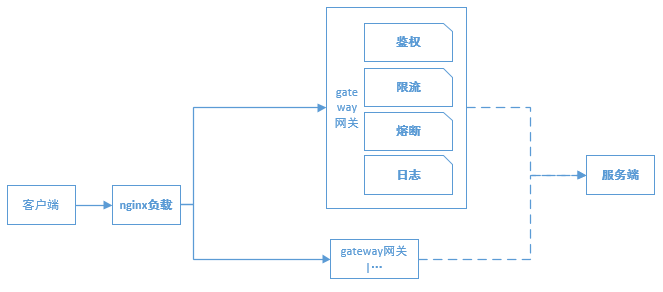 客户端
nginx负载
gate
way
网关
鉴权
限流
熔断
日志
gateway网关
|…
服务端